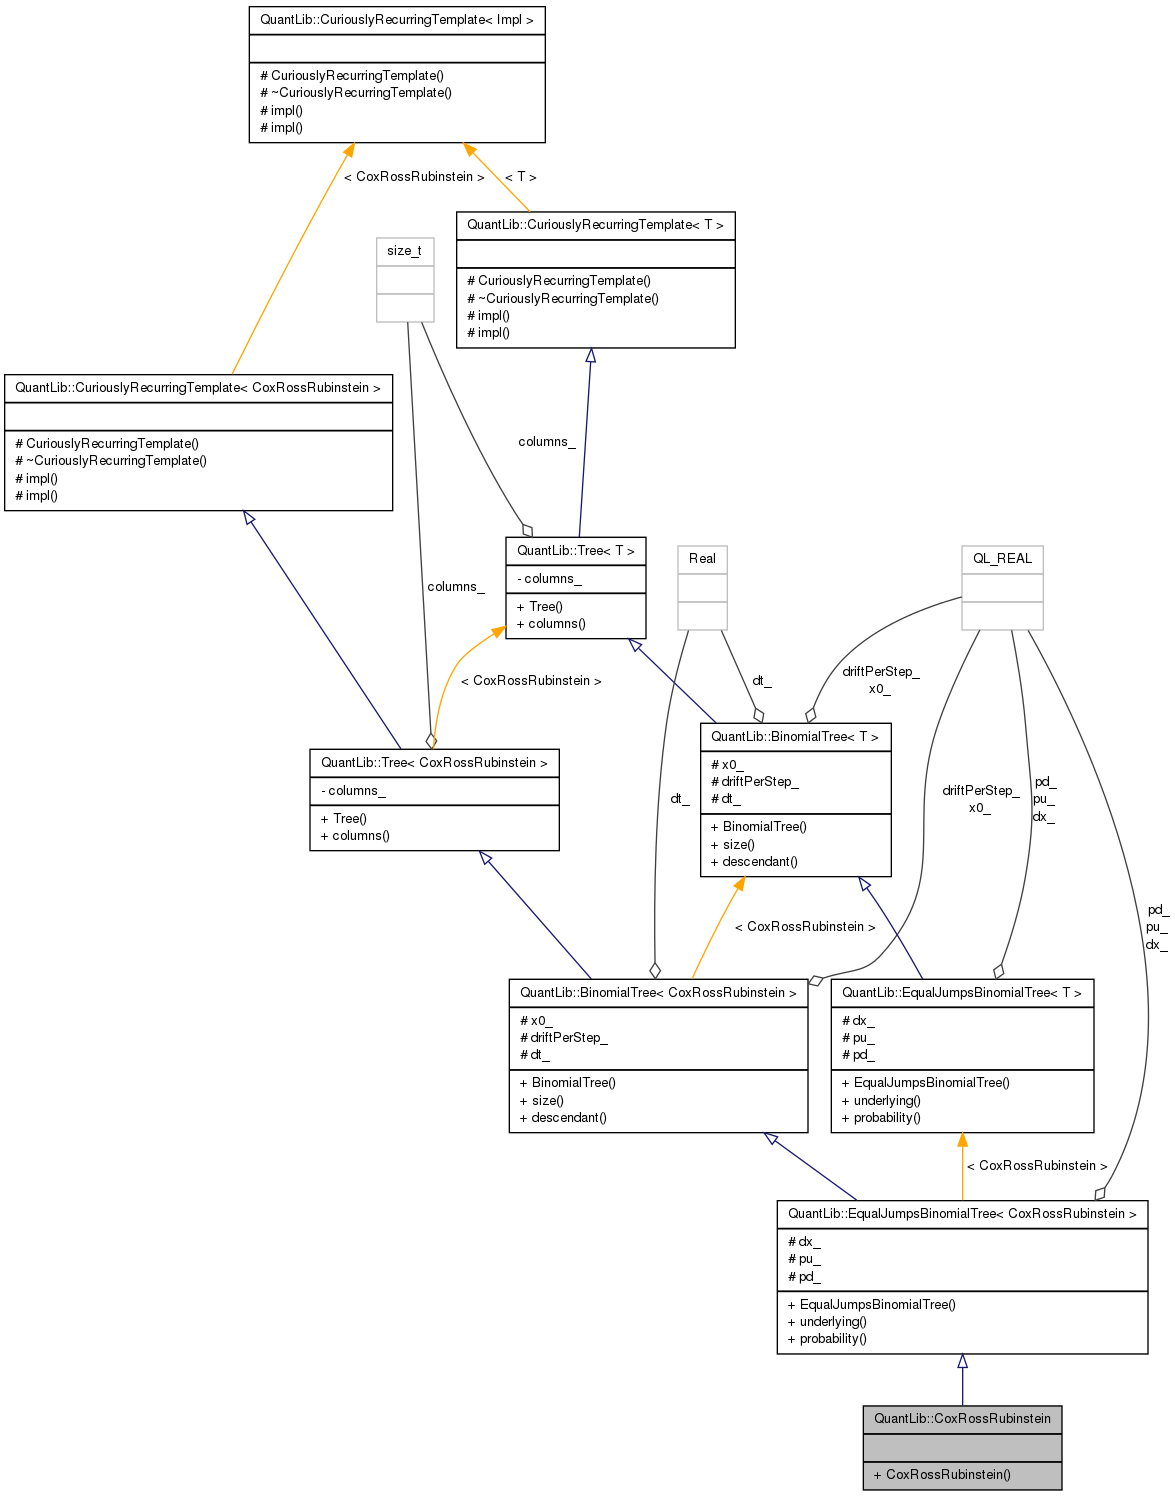 QuantLib::CuriouslyRecurringTemplate< Impl >
# CuriouslyRecurringTemplate()
# ~CuriouslyRecurringTemplate()
# impl()
# impl()
< CoxRossRubinstein >
< T >
QuantLib::CuriouslyRecurringTemplate< T >
# CuriouslyRecurringTemplate()
# ~CuriouslyRecurringTemplate()
# impl()
# impl()
size_t
QuantLib::CuriouslyRecurringTemplate< CoxRossRubinstein >
# CuriouslyRecurringTemplate()
# ~CuriouslyRecurringTemplate()
# impl()
# impl()
columns_
QuantLib::Tree< T >
- columns_
+ Tree()
+ columns()
Real
QL_REAL
columns_
< CoxRossRubinstein >
dt_
driftPerStep_
x0_
QuantLib::BinomialTree< T >
# x0_
# driftPerStep_
# dt_
+ BinomialTree()
+ size()
+ descendant()
QuantLib::Tree< CoxRossRubinstein >
- columns_
+ Tree()
+ columns()
dt_
driftPerStep_
x0_
pd_
pu_
dx_
pd_
pu_
dx_
< CoxRossRubinstein >
QuantLib::BinomialTree< CoxRossRubinstein >
# x0_
# driftPerStep_
# dt_
+ BinomialTree()
+ size()
+ descendant()
QuantLib::EqualJumpsBinomialTree< T >
# dx_
# pu_
# pd_
+ EqualJumpsBinomialTree()
+ underlying()
+ probability()
< CoxRossRubinstein >
QuantLib::EqualJumpsBinomialTree< CoxRossRubinstein >
# dx_
# pu_
# pd_
+ EqualJumpsBinomialTree()
+ underlying()
+ probability()
QuantLib::CoxRossRubinstein
+ CoxRossRubinstein()